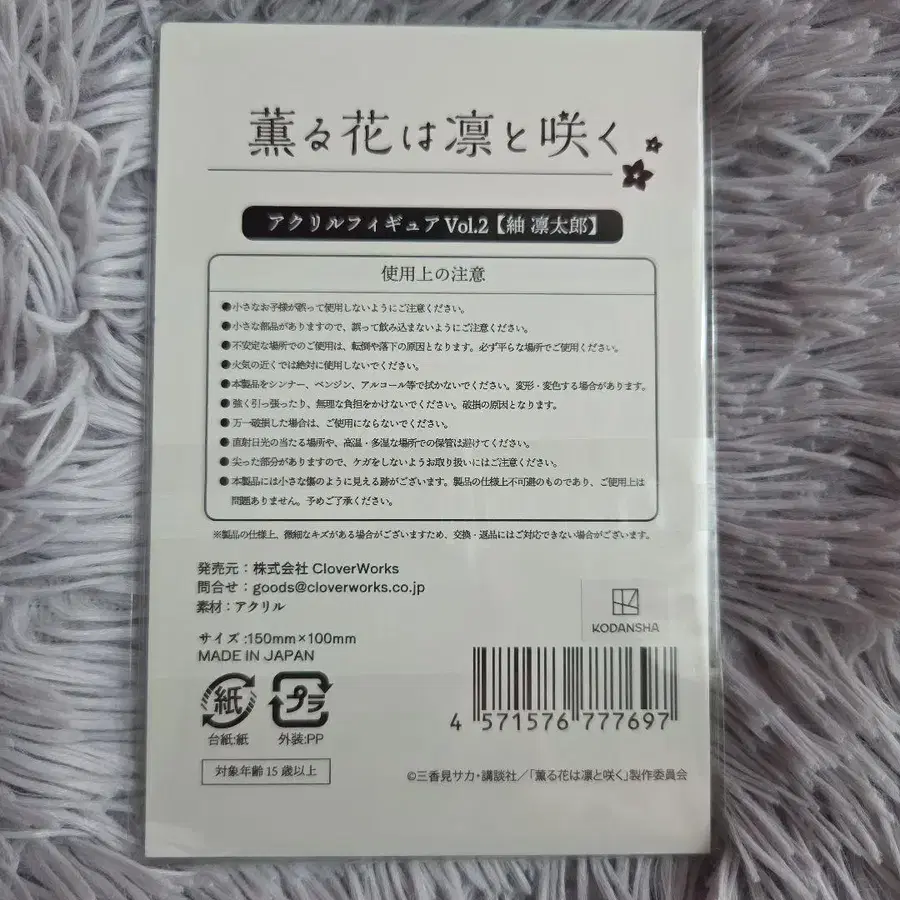 薫る花は凛と咲く
アクリルフィギュア Vol.2【紬 凛太郎】
使用上の注意
●小さなお子様が誤って使用しないようにご注意ください。
●小さな部品がありますので、誤って飲み込まないようにご注意ください。
●不安定な場所でのご使用は、転倒や落下の原因となります。必ず平らな場所でご使用ください。
●火気の近くでは絶対に使用しないでください。
●本製品をシンナー、ベンジン、アルコール等で拭かないでください。変形・変色する場合があります。
●強く引っ張ったり、無理な負担をかけないでください。破損の原因となります。
●万一破損した場合は、ご使用にならないでください。
●直射日光の当たる場所や、高温・多湿な場所での保管は避けてください。
●尖った部分がありますので、ケガをしないようお取り扱いにはご注意ください。
●本製品には小さな傷のように見える跡がございます。製品の仕様上不可避のものであり、ご使用上は
問題ありません。予めご了承ください。
※製品の仕様上、微細なキズがある場合がございますため、交換・返品にはご対応できない場合がございます。
発売元：株式会社 CloverWorks
問合せ：goods@cloverworks.co.jp
素材：アクリル
サイズ:150mm×100mm
MADE IN JAPAN
KODANSHA
紙
プラ
台紙:紙
外装:PP
4 571576 777697
対象年齢 15 歳以上
©三香見サカ・講談社／「薫る花は凛と咲く」製作委員会